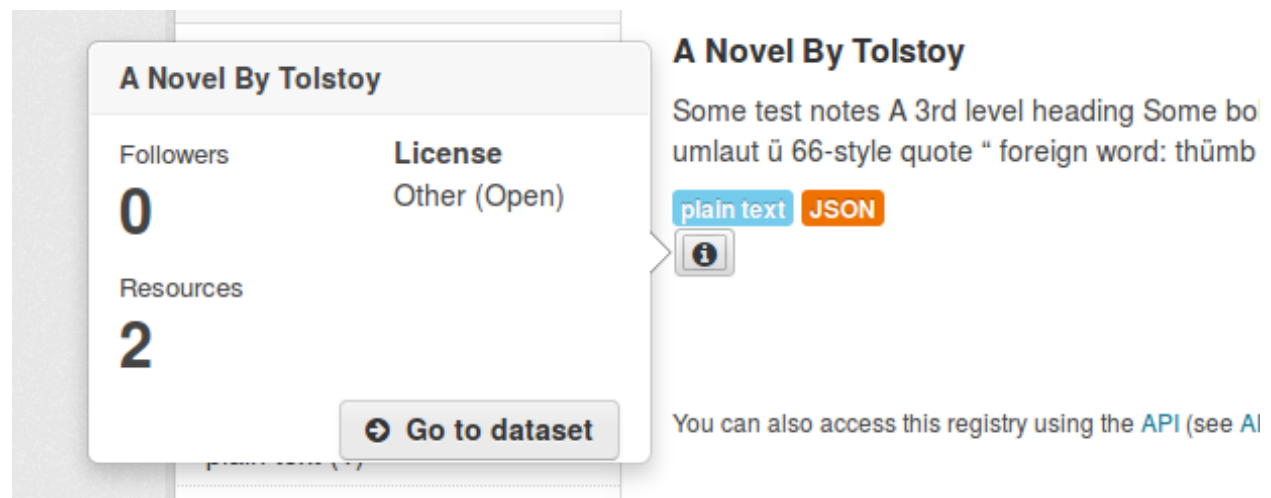 A Novel By Tolstoy
Followers
0
License
Other (Open)
Resources
2
Go to dataset
A Novel By Tolstoy
Some test notes A 3rd level heading Some bo
umlaut ü 66-style quote “ foreign word: thümb
plain text JSON
You can also access this registry using the API (see